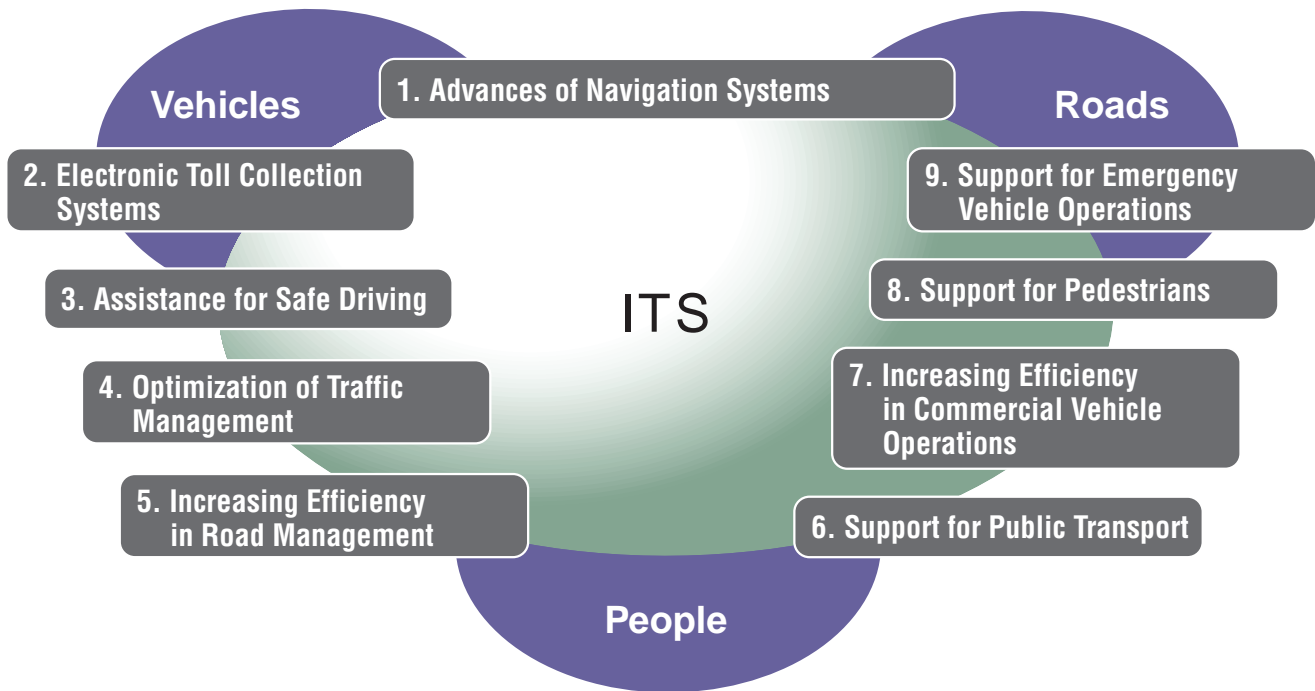 Vehicles
Roads
1. Advances of Navigation Systems
2. Electronic Toll Collection
Systems
3. Assistance for Safe Driving
4. Optimization of Traffic
Management
5. Increasing Efficiency
in Road Management
ITS
9. Support for Emergency
Vehicle Operations
8. Support for Pedestrians
7. Increasing Efficiency
in Commercial Vehicle
Operations
6. Support for Public Transport
People